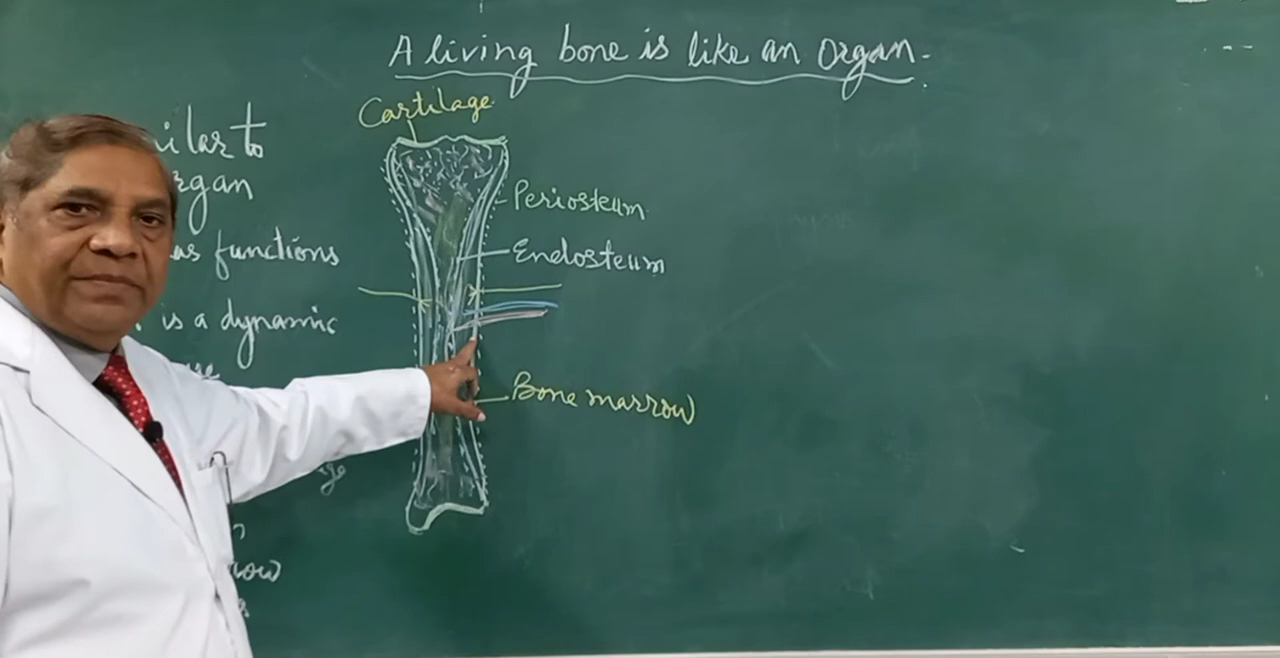 A living bone is like an Organ.
Cartilage
ilar to
rgan
Periosteum
as functions
Endosteum
is a dynamic
Bone marrow